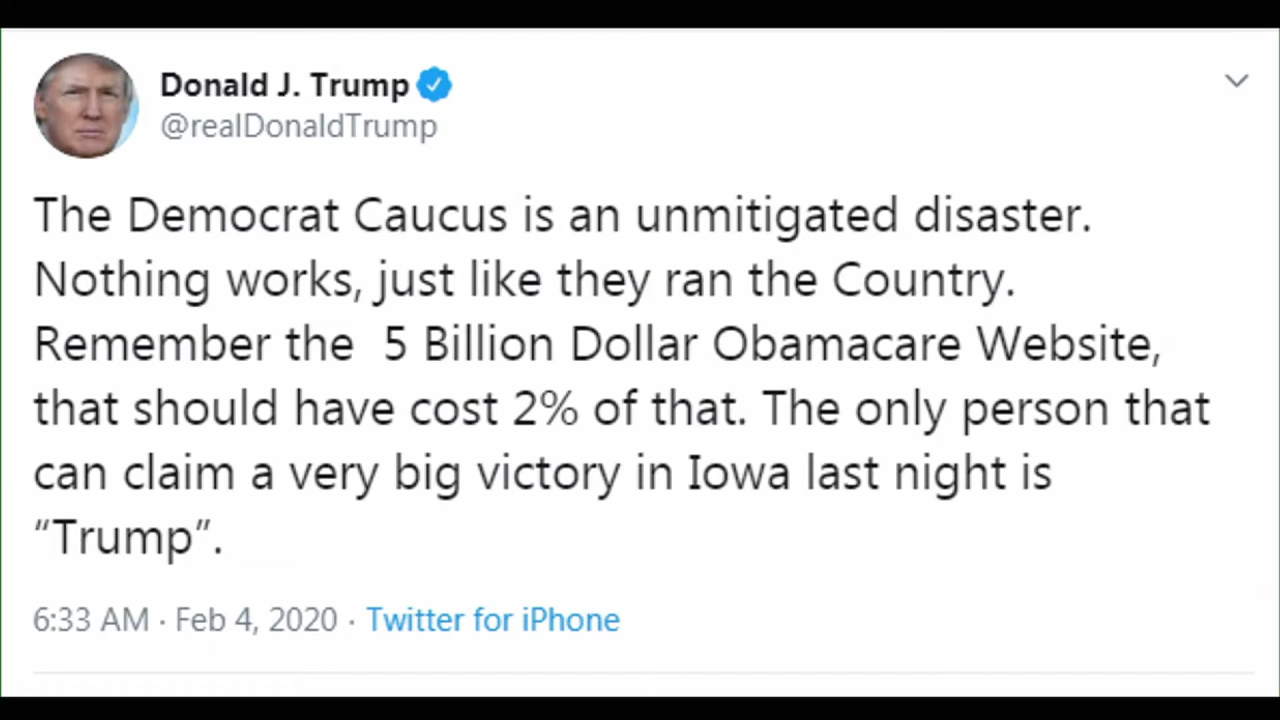 Donald J. Trump
@realDonaldTrump
The Democrat Caucus is an unmitigated disaster.
Nothing works, just like they ran the Country.
Remember the  5 Billion Dollar Obamacare Website,
that should have cost 2% of that. The only person that
can claim a very big victory in Iowa last night is
“Trump”.
6:33 AM · Feb 4, 2020 · Twitter for iPhone